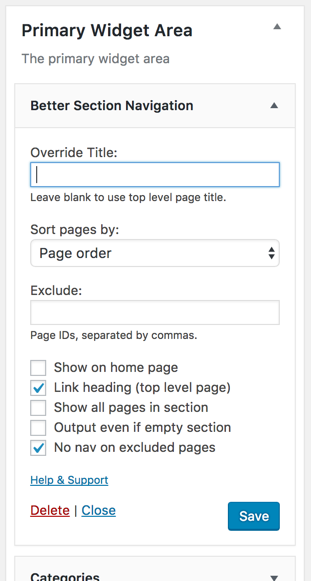 Primary Widget Area
The primary widget area
Better Section Navigation
Override Title:
Leave blank to use top level page title.
Sort pages by:
Page order
Exclude:
Page IDs, separated by commas.
Show on home page
Link heading (top level page)
Show all pages in section
Output even if empty section
No nav on excluded pages
Help & Support
Delete | Close
Save
Categories